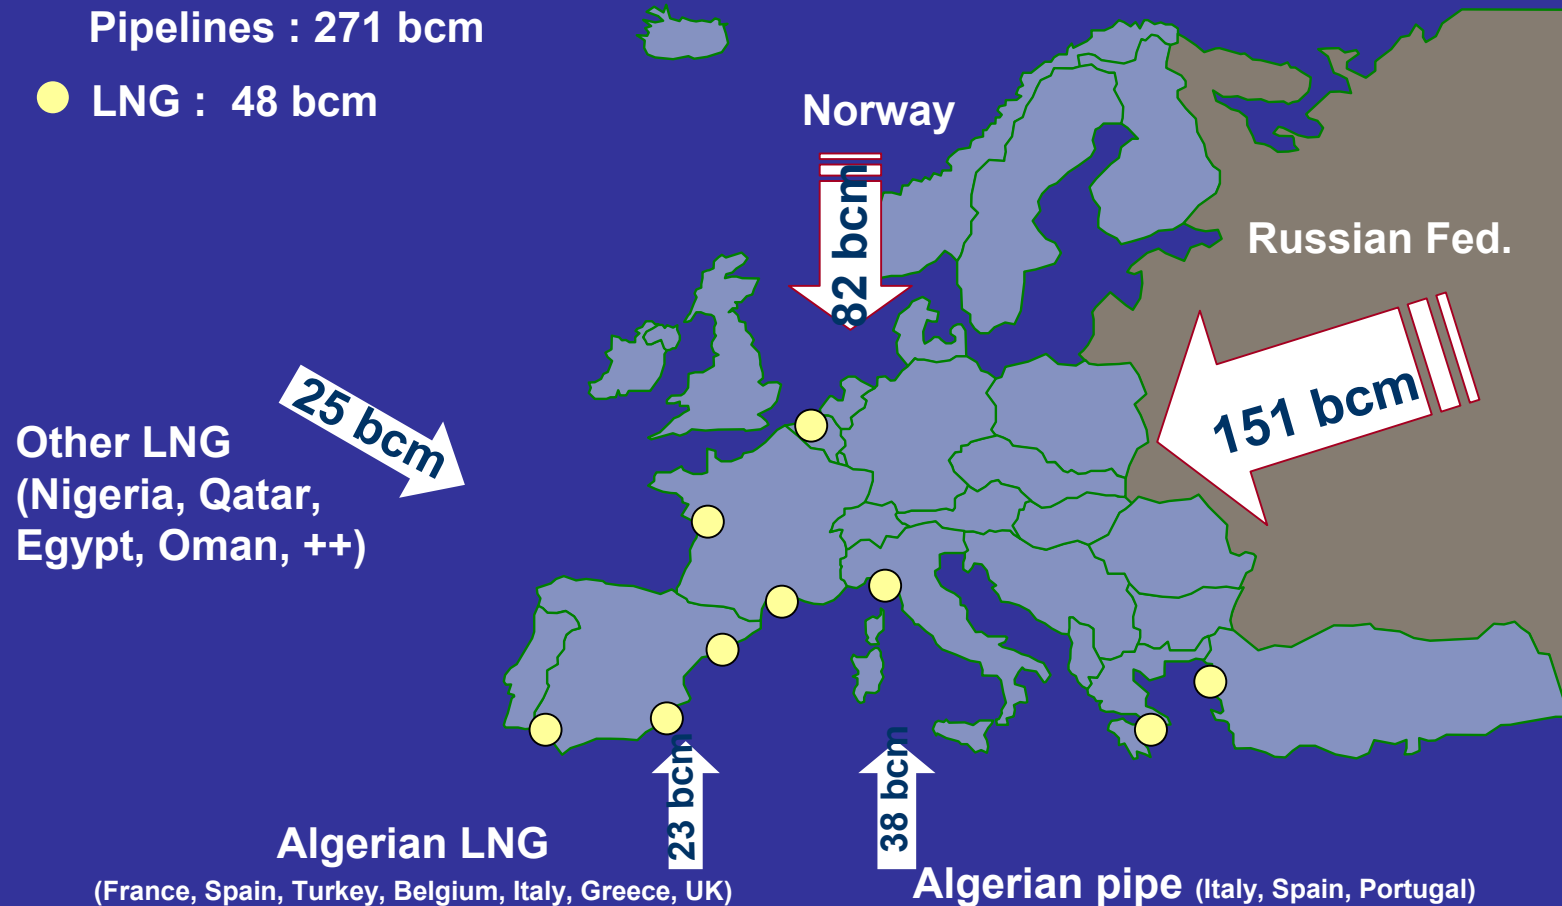 Pipelines : 271 bcm
LNG : 48 bcm
Norway
82 bcm
Russian Fed.
151 bcm
25 bcm
Other LNG
(Nigeria, Qatar,
Egypt, Oman, ++)
23 bcm
38 bcm
Algerian LNG
(France, Spain, Turkey, Belgium, Italy, Greece, UK)
Algerian pipe (Italy, Spain, Portugal)